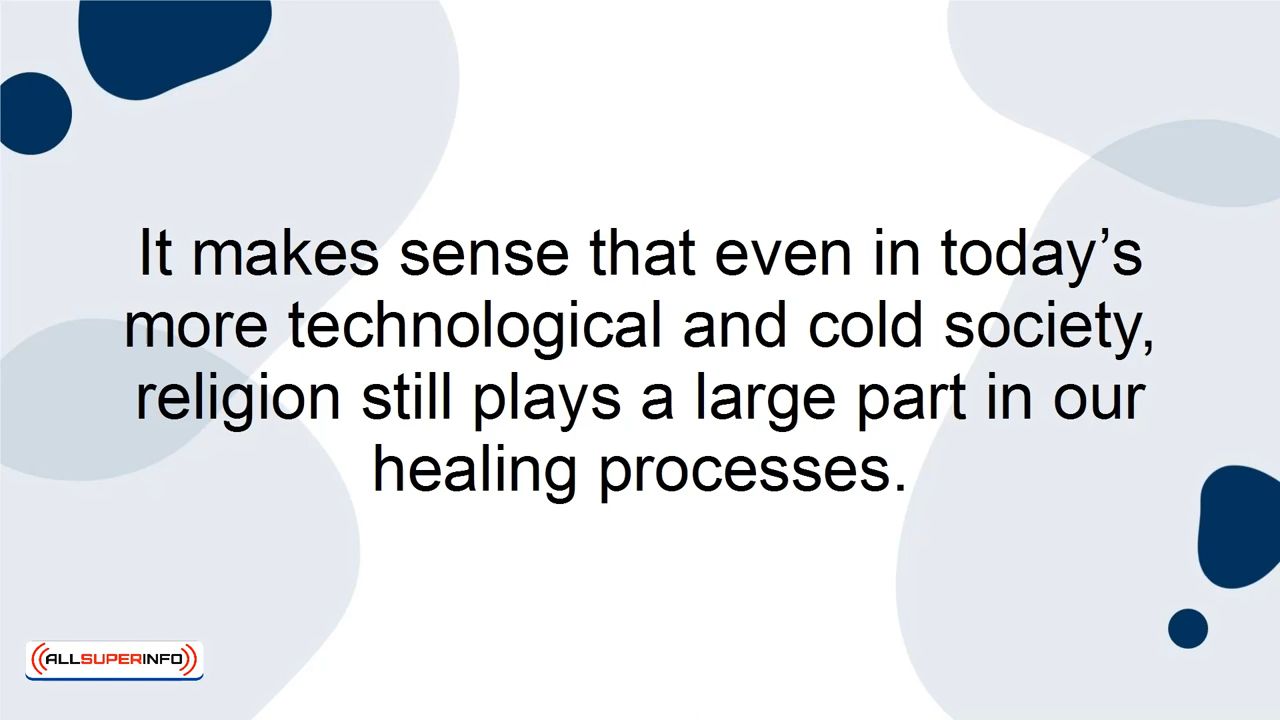 It makes sense that even in today’s
more technological and cold society,
religion still plays a large part in our
healing processes.
ALLSUPERINFO